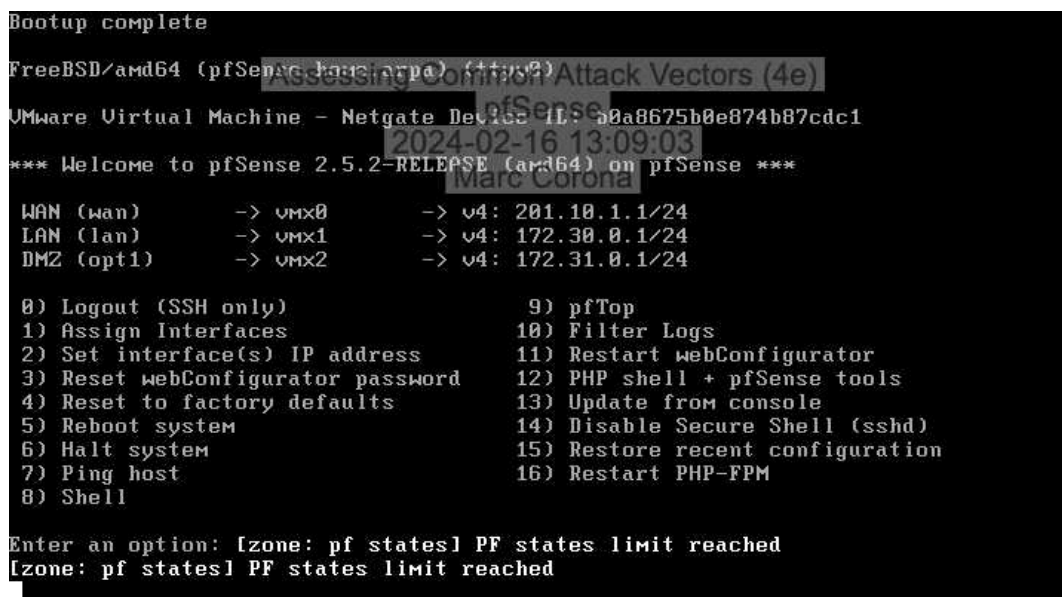 Bootup complete
FreeBSD/amd64 (pfSense.home.arpa) (ttyv0)
Assessing Common Attack Vectors (4e)
pfSense
VMware Virtual Machine - Netgate Device ID: b0a8675b0e874b87cdc1
2024-02-16 13:09:03
*** Welcome to pfSense 2.5.2-RELEASE (amd64) on pfSense ***
Marc Corona
WAN (wan) -> vmx0 -> v4: 201.10.1.1/24
LAN (lan) -> vmx1 -> v4: 172.30.0.1/24
DMZ (opt1) -> vmx2 -> v4: 172.31.0.1/24
0) Logout (SSH only) 9) pfTop
1) Assign Interfaces 10) Filter Logs
2) Set interface(s) IP address 11) Restart webConfigurator
3) Reset webConfigurator password 12) PHP shell + pfSense tools
4) Reset to factory defaults 13) Update from console
5) Reboot system 14) Disable Secure Shell (sshd)
6) Halt system 15) Restore recent configuration
7) Ping host 16) Restart PHP-FPM
8) Shell
Enter an option: [zone: pf states] PF states limit reached
[zone: pf states] PF states limit reached